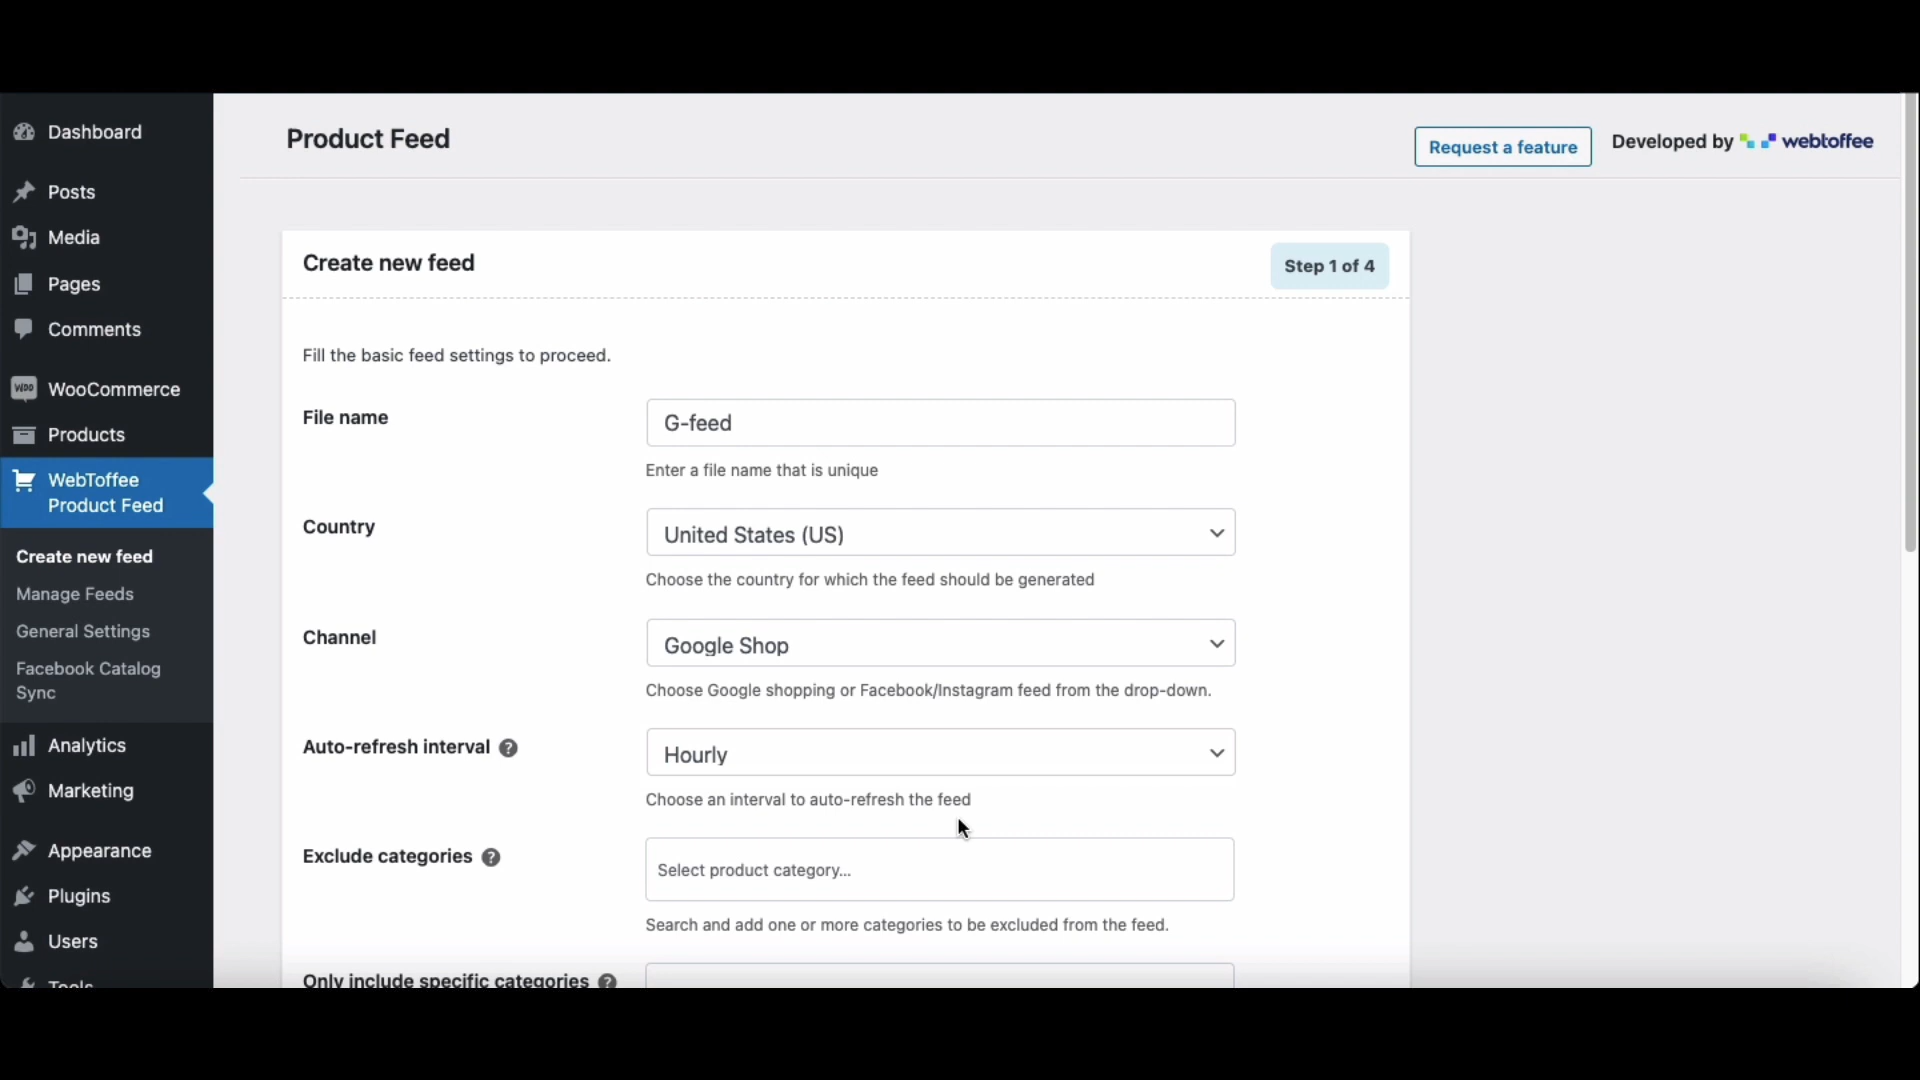 Dashboard
Posts
Media
Pages
Comments
WOO WooCommerce
Products
WebToffee
Product Feed
Create new feed
Manage Feeds
General Settings
Facebook Catalog
Sync
Analytics
Marketing
Appearance
Plugins
Users
Tools
Product Feed
Request a feature
Developed by webtoffee
Create new feed
Step 1 of 4
Fill the basic feed settings to proceed.
File name
G-feed
Enter a file name that is unique
Country
United States (US)
Choose the country for which the feed should be generated
Channel
Google Shop
Choose Google shopping or Facebook/Instagram feed from the drop-down.
Auto-refresh interval ?
Hourly
Choose an interval to auto-refresh the feed
Exclude categories ?
Select product category...
Search and add one or more categories to be excluded from the feed.
Only include specific categories ?